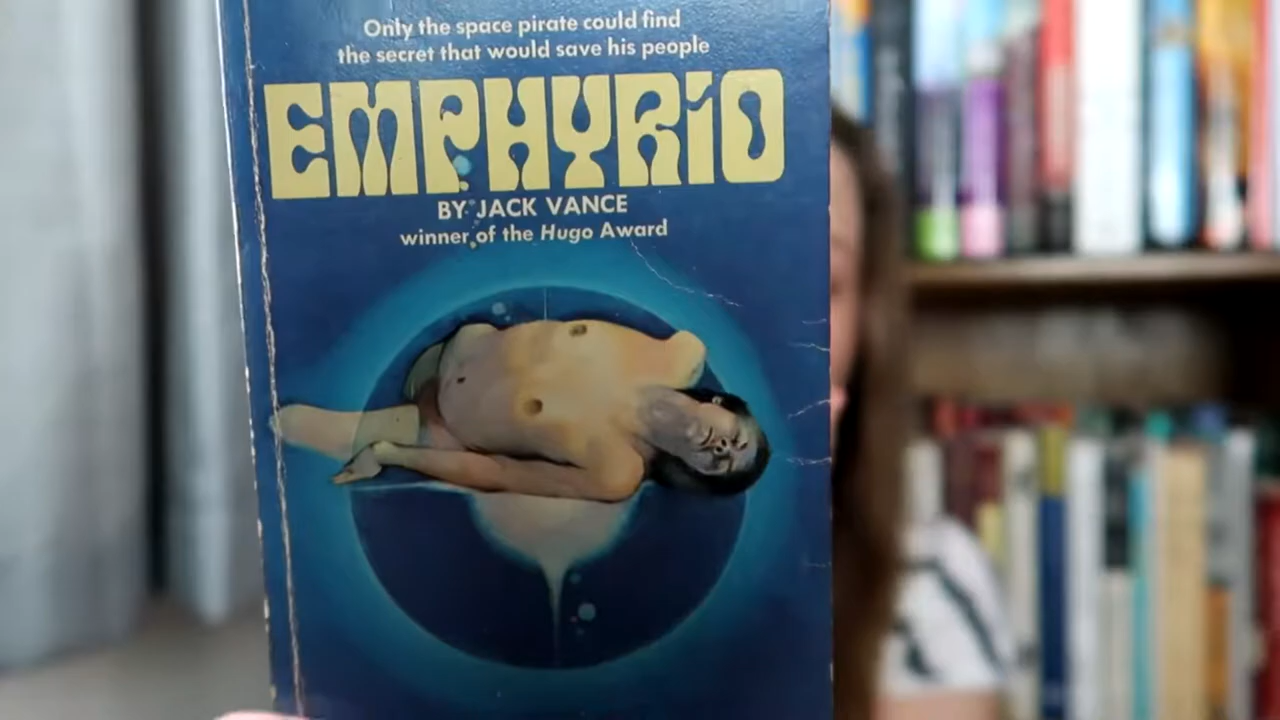 Only the space pirate could find
the secret that would save his people
EMPHYRIO
BY JACK VANCE
winner of the Hugo Award